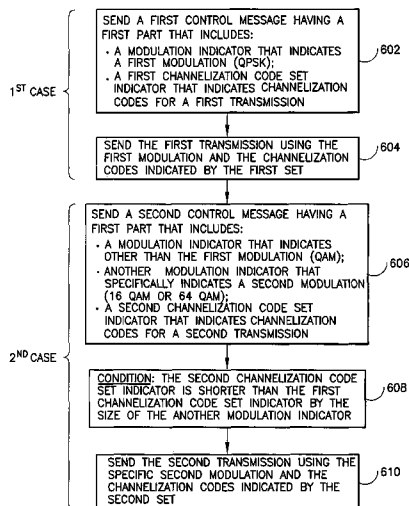 SEND A FIRST CONTROL MESSAGE HAVING A
FIRST PART THAT INCLUDES:
• A MODULATION INDICATOR THAT INDICATES
A FIRST MODULATION (QPSK);
• A FIRST CHANNELIZATION CODE SET
INDICATOR THAT INDICATES CHANNELIZATION
CODES FOR A FIRST TRANSMISSION
602
1ST CASE
SEND THE FIRST TRANSMISSION USING THE
FIRST MODULATION AND THE CHANNELIZATION
CODES INDICATED BY THE FIRST SET
604
SEND A SECOND CONTROL MESSAGE HAVING A
FIRST PART THAT INCLUDES:
• A MODULATION INDICATOR THAT INDICATES
OTHER THAN THE FIRST MODULATION (QAM);
• ANOTHER MODULATION INDICATOR THAT
SPECIFICALLY INDICATES A SECOND MODULATION
(16 QAM OR 64 QAM);
• A SECOND CHANNELIZATION CODE SET
INDICATOR THAT INDICATES CHANNELIZATION
CODES FOR A SECOND TRANSMISSION
606
2ND CASE
CONDITION: THE SECOND CHANNELIZATION CODE
SET INDICATOR IS SHORTER THAN THE FIRST
CHANNELIZATION CODE SET INDICATOR BY THE
SIZE OF THE ANOTHER MODULATION INDICATOR
608
SEND THE SECOND TRANSMISSION USING THE
SPECIFIC SECOND MODULATION AND THE
CHANNELIZATION CODES INDICATED BY THE
SECOND SET
610